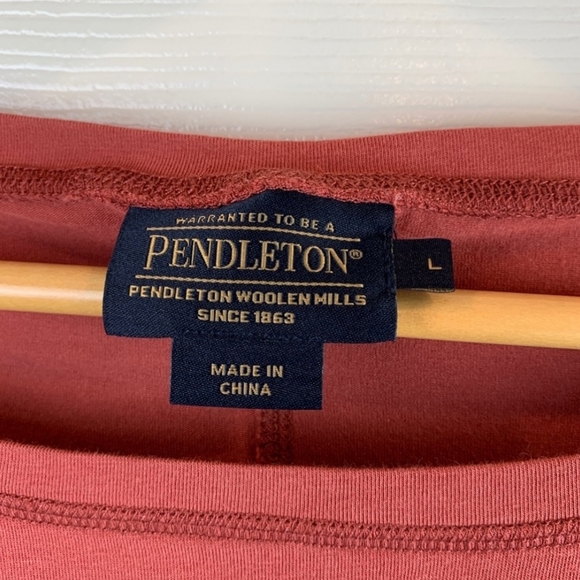 WARRANTED TO BE A
PENDLETON®
PENDLETON WOOLEN MILLS
SINCE 1863
L
MADE IN
CHINA